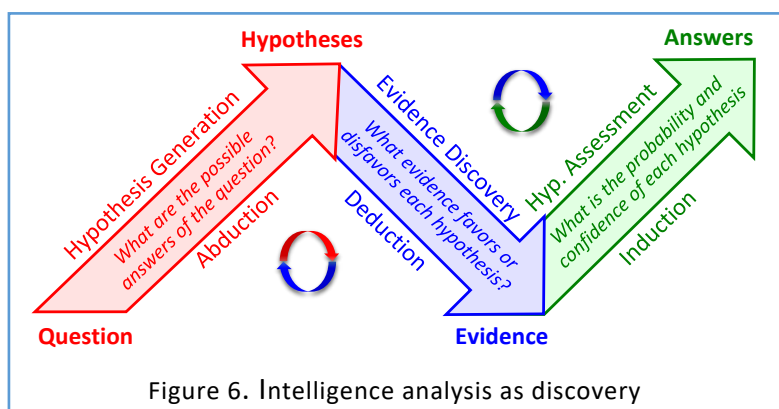 Hypotheses
Answers
Hypothesis Generation
What are the possible
answers of the question?
Abduction
Evidence Discovery
What evidence favors or
disfavors each hypothesis?
Deduction
Hyp. Assessment
What is the probability and
confidence of each hypothesis
Induction
Question
Evidence
Figure 6. Intelligence analysis as discovery